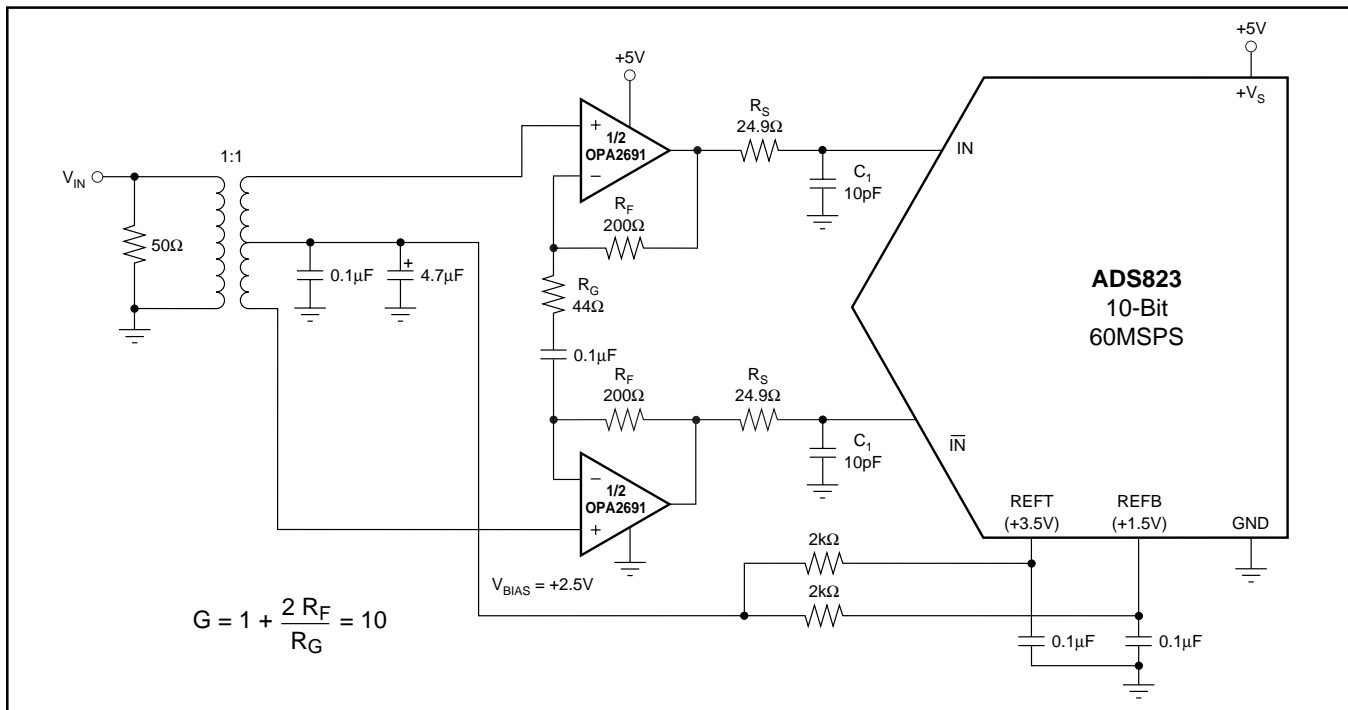 +5V
+5V
+V_S
1/2
OPA2691
+
−
R_S
24.9Ω
IN
1:1
V_IN
C_1
10pF
R_F
200Ω
50Ω
0.1µF
+
4.7µF
R_G
44Ω
ADS823
10-Bit
60MSPS
0.1µF
R_F
200Ω
R_S
24.9Ω
C_1
10pF
I̅N̅
−
1/2
OPA2691
+
REFT
(+3.5V)
REFB
(+1.5V)
GND
2kΩ
V_BIAS = +2.5V
2kΩ
G = 1 + 2 R_F / R_G = 10
0.1µF
0.1µF